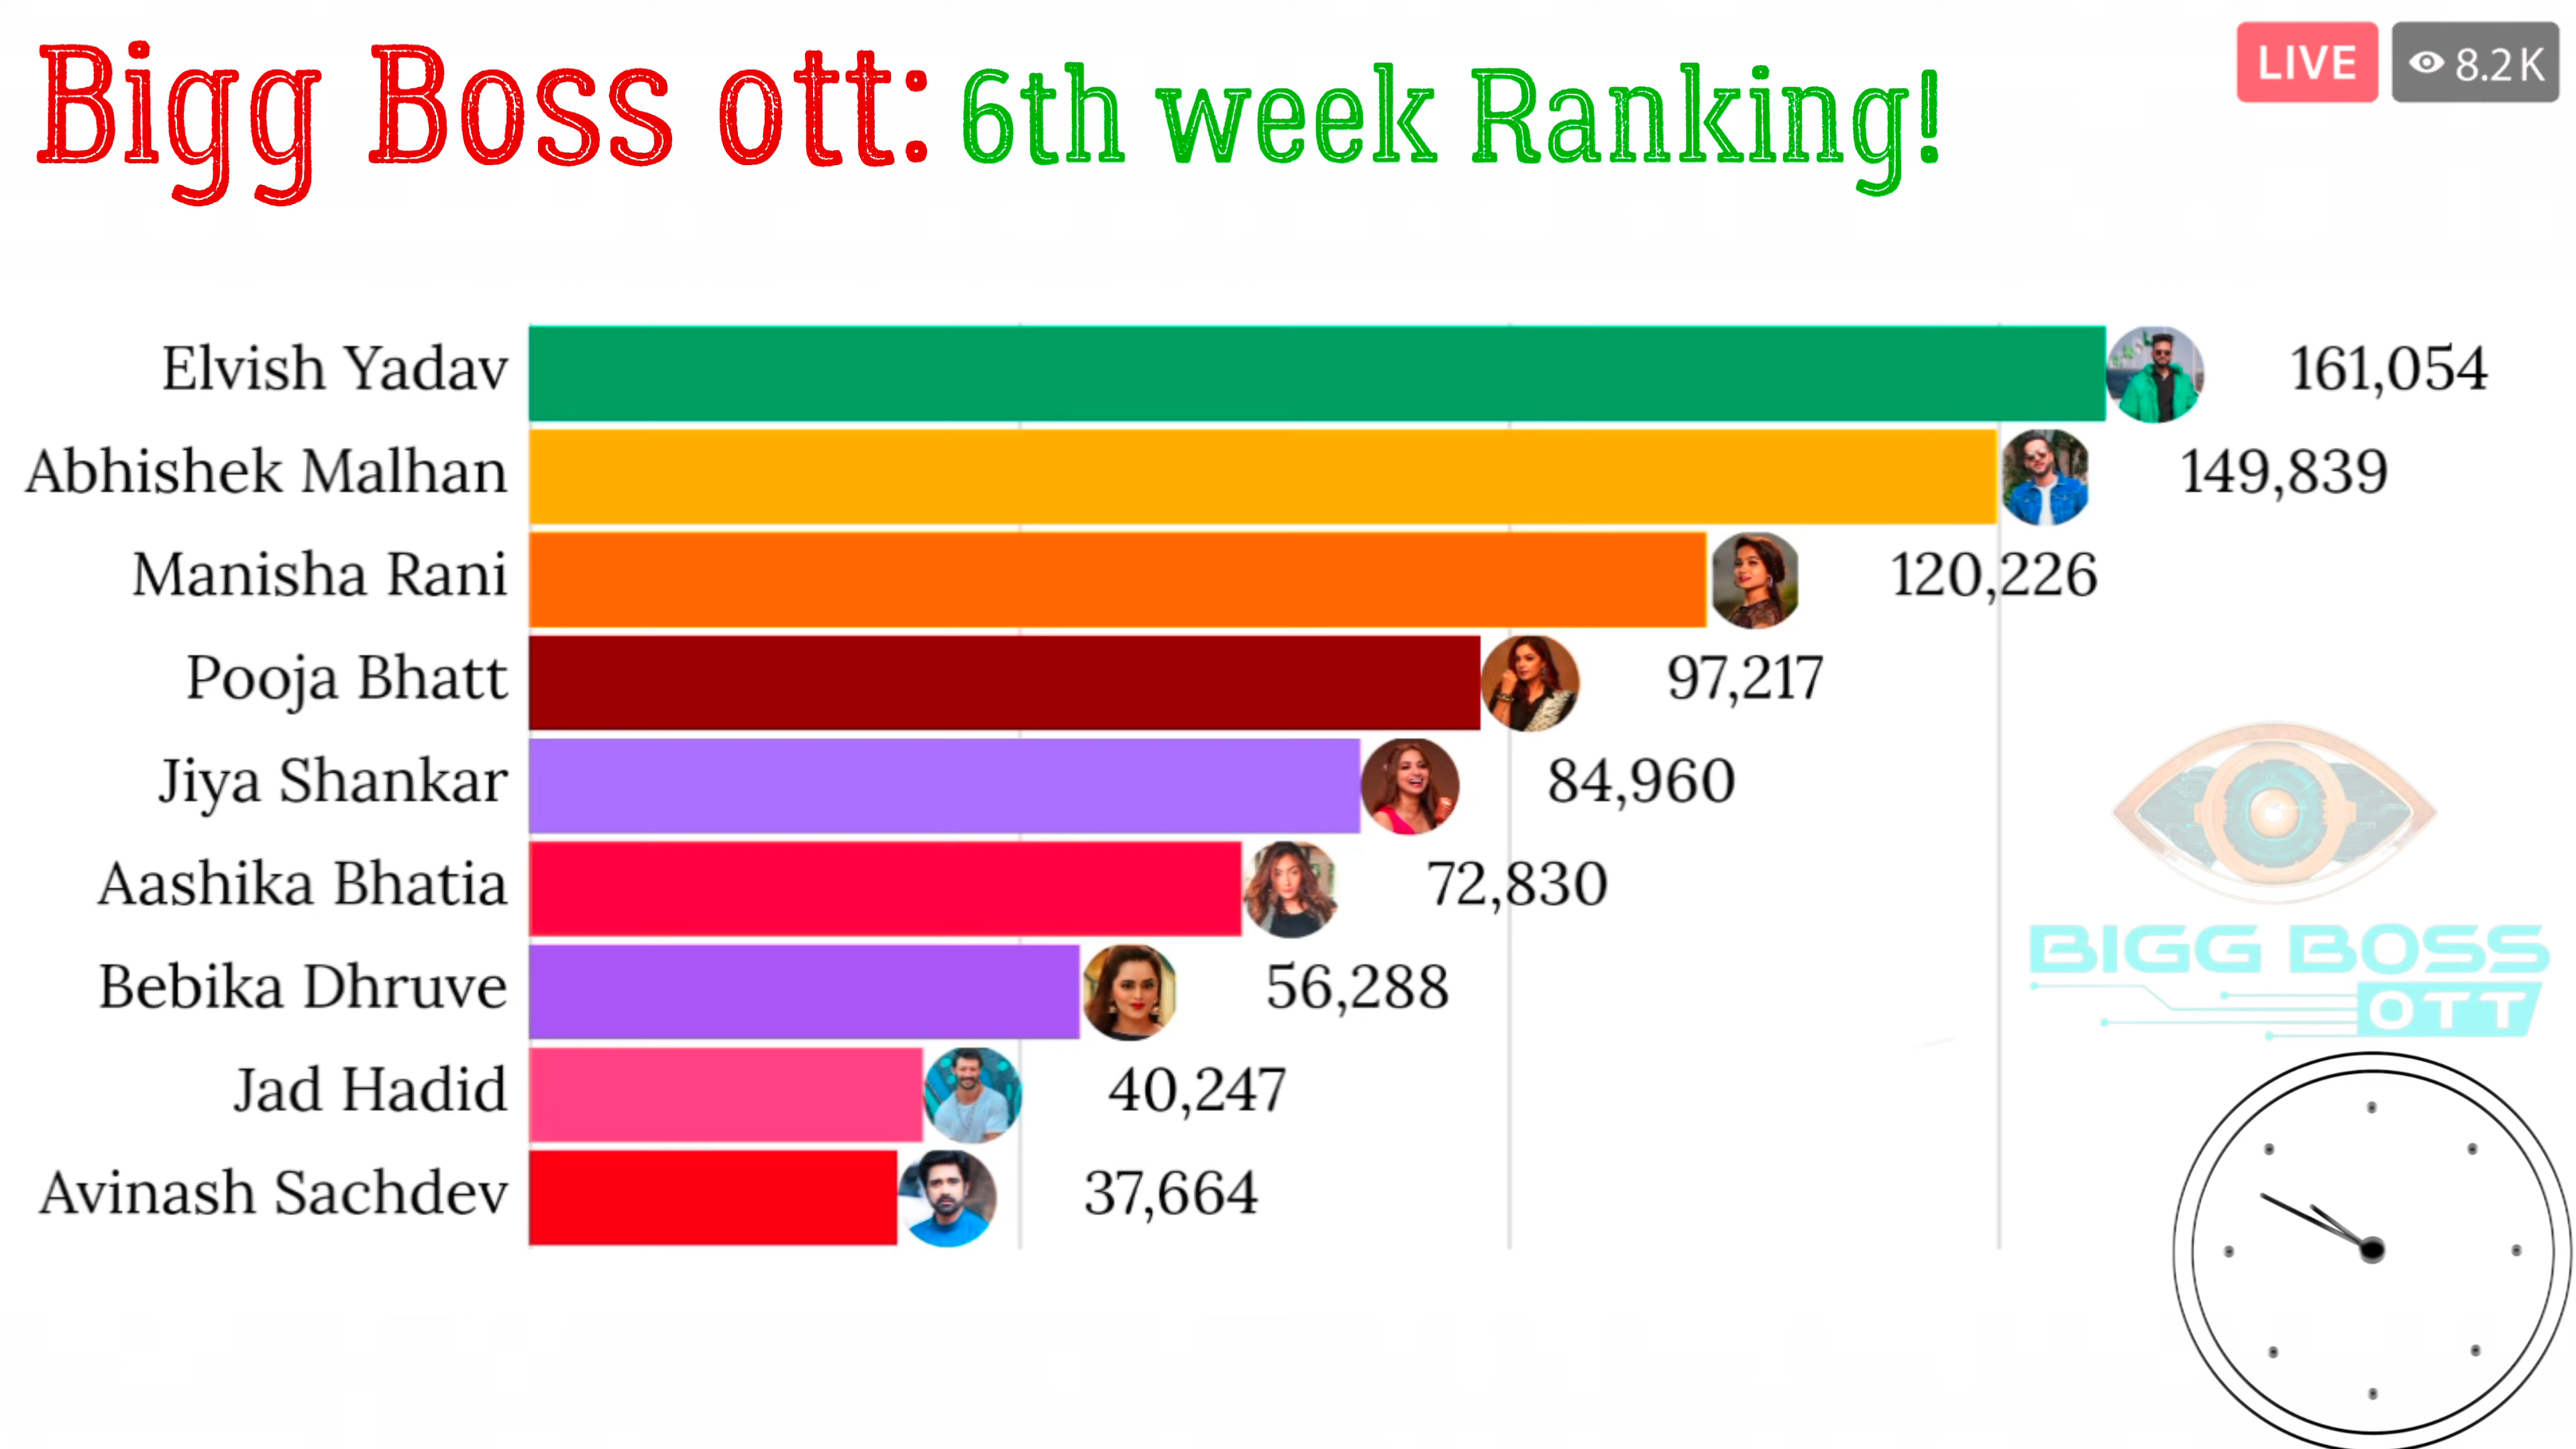 Bigg Boss ott: 6th week Ranking!
LIVE 8.2K
Elvish Yadav 161,054
Abhishek Malhan 149,839
Manisha Rani 120,226
Pooja Bhatt 97,217
Jiya Shankar 84,960
Aashika Bhatia 72,830
Bebika Dhruve 56,288
Jad Hadid 40,247
Avinash Sachdev 37,664
BIGG BOSS
OTT